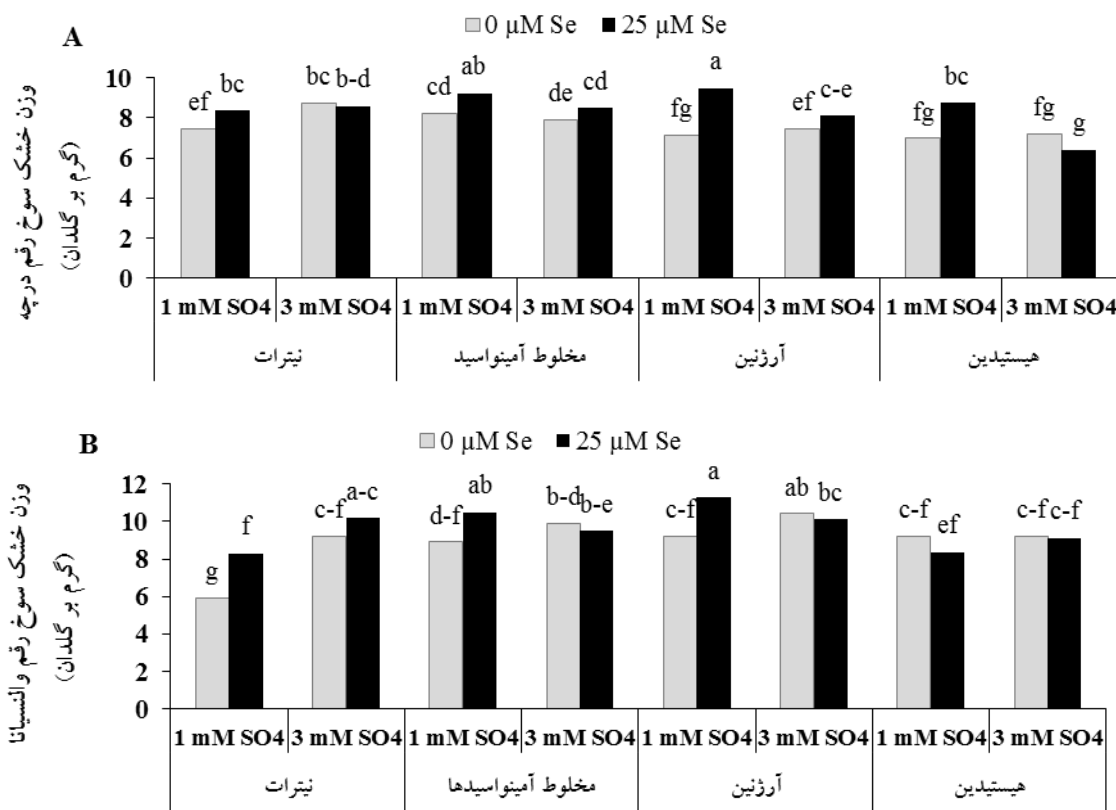 A
0 µM Se 25 µM Se
وزن خشک سوخ رقم درچه
(گرم بر گلدان)
10
8
6
4
2
0
ef bc bc b-d cd ab de cd fg a ef c-e fg bc fg g
1 mM SO4 3 mM SO4 1 mM SO4 3 mM SO4 1 mM SO4 3 mM SO4 1 mM SO4 3 mM SO4
نیترات مخلوط آمینواسید آرژنین هیستیدین
B
0 µM Se 25 µM Se
وزن خشک سوخ رقم والنسیانا
(گرم بر گلدان)
12
10
8
6
4
2
0
g f c-f a-c d-f ab b-d b-e c-f a ab bc c-f ef c-f c-f
1 mM SO4 3 mM SO4 1 mM SO4 3 mM SO4 1 mM SO4 3 mM SO4 1 mM SO4 3 mM SO4
نیترات مخلوط آمینواسیدها آرژنین هیستیدین